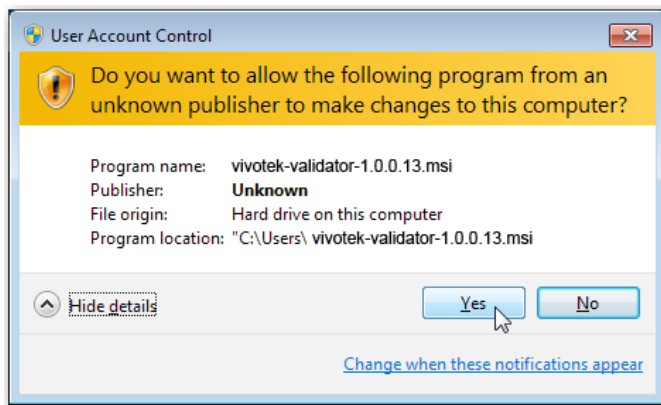 User Account Control
Do you want to allow the following program from an
unknown publisher to make changes to this computer?
Program name: vivotek-validator-1.0.0.13.msi
Publisher: Unknown
File origin: Hard drive on this computer
Program location: "C:\Users\ vivotek-validator-1.0.0.13.msi
Hide details Yes No
Change when these notifications appear